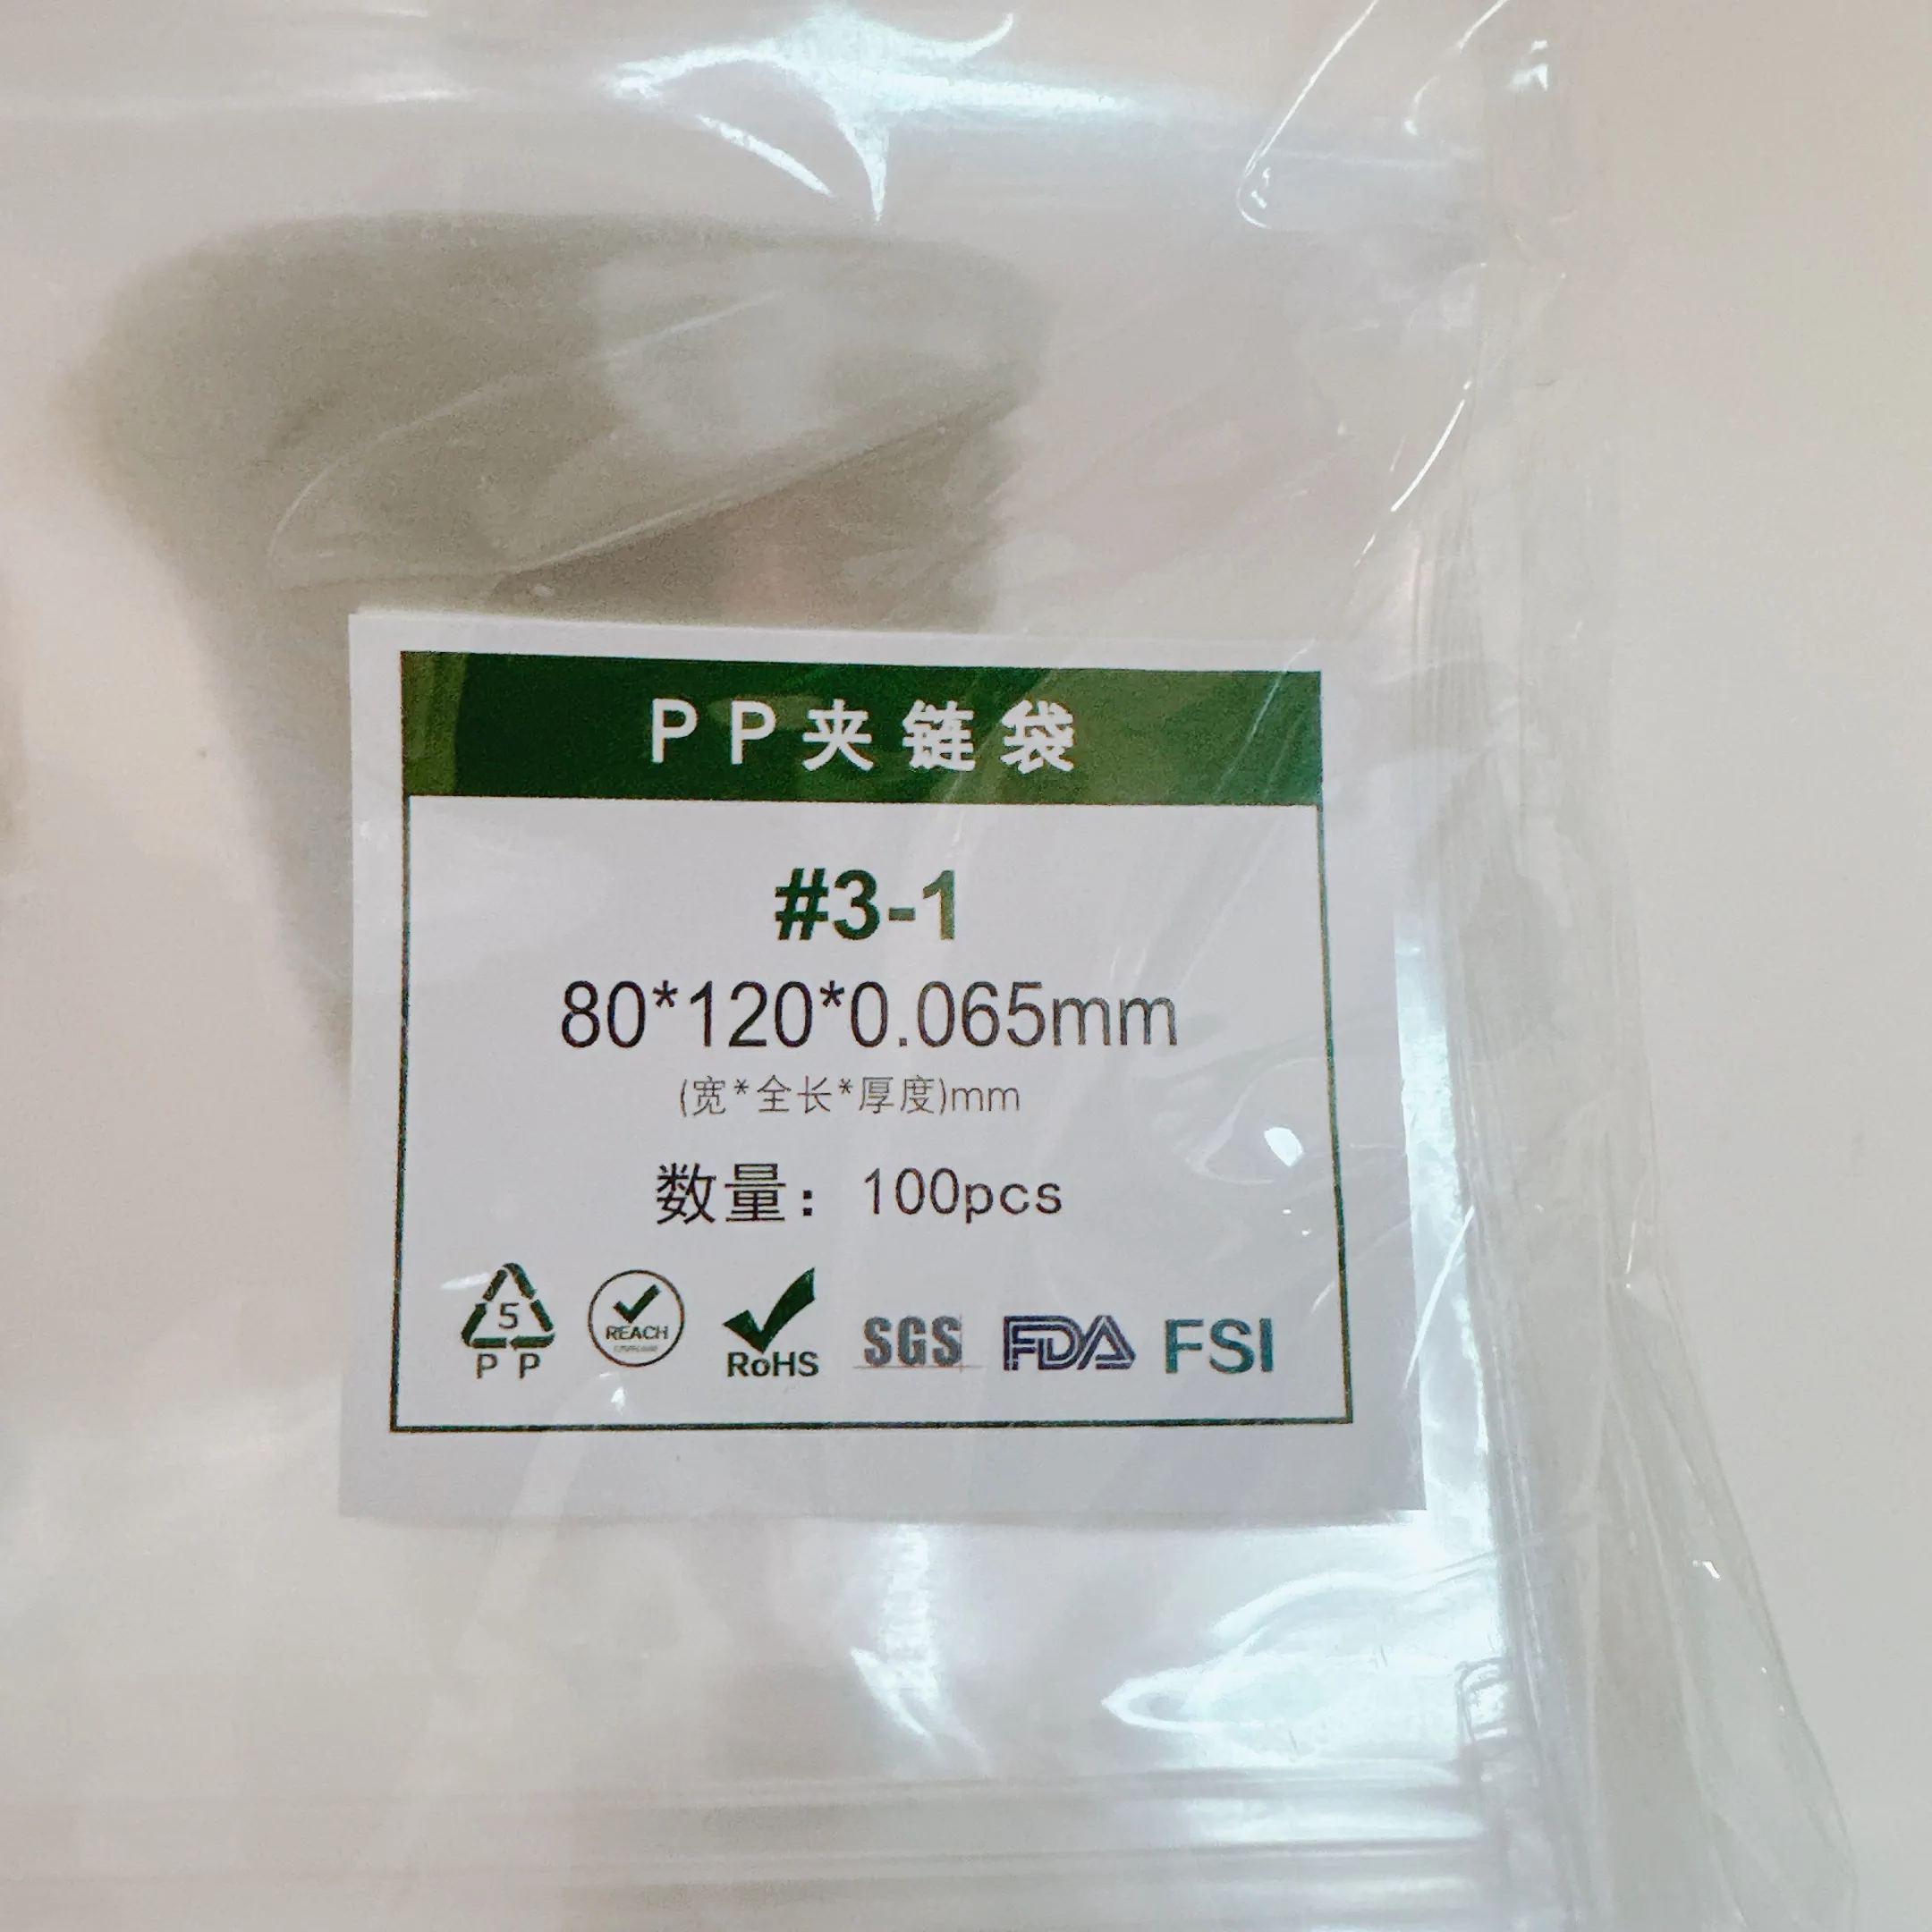 PP夹链袋
#3-1
80*120*0.065mm
(宽*全长*厚度)mm
数量：100pcs
5
PP
REACH
RoHS
SGS
FDA
FSI